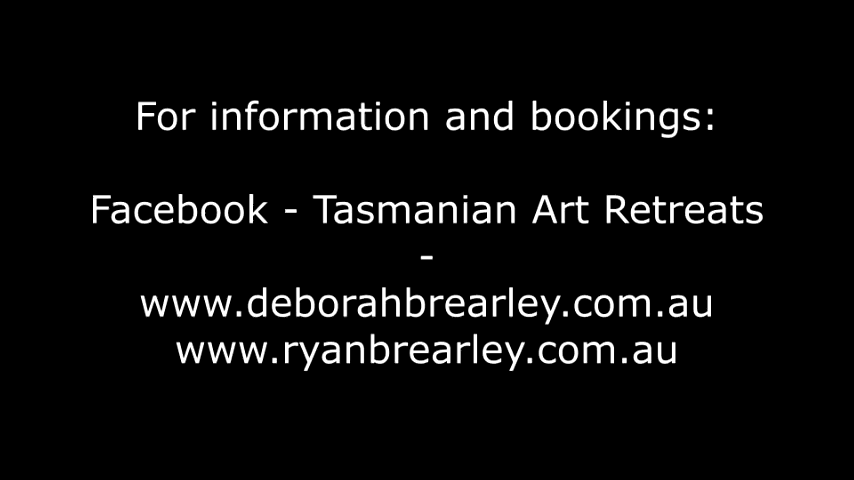 For information and bookings:
Facebook - Tasmanian Art Retreats
-
www.deborahbrearley.com.au
www.ryanbrearley.com.au